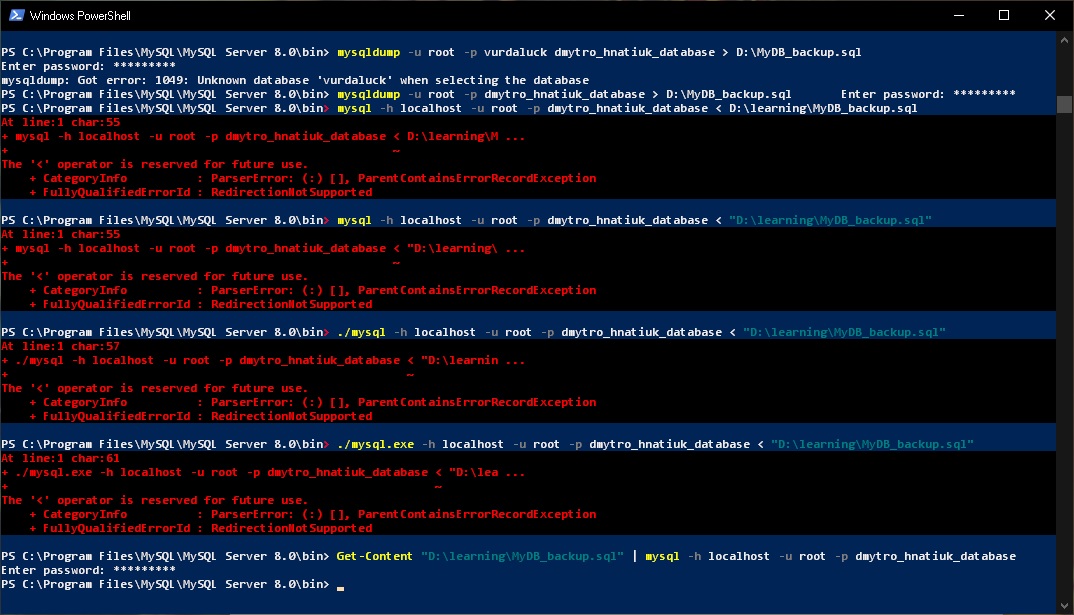 Windows PowerShell
PS C:\Program Files\MySQL\MySQL Server 8.0\bin> mysqldump -u root -p vurdaluck dmytro_hnatiuk_database > D:\MyDB_backup.sql
Enter password: *********
mysqldump: Got error: 1049: Unknown database 'vurdaluck' when selecting the database
PS C:\Program Files\MySQL\MySQL Server 8.0\bin> mysqldump -u root -p dmytro_hnatiuk_database > D:\MyDB_backup.sql       Enter password: *********
PS C:\Program Files\MySQL\MySQL Server 8.0\bin> mysql -h localhost -u root -p dmytro_hnatiuk_database < D:\learning\MyDB_backup.sql
At line:1 char:55
+ mysql -h localhost -u root -p dmytro_hnatiuk_database < D:\learning\M ...
+                                                       ~
The '<' operator is reserved for future use.
    + CategoryInfo          : ParserError: (:) [], ParentContainsErrorRecordException
    + FullyQualifiedErrorId : RedirectionNotSupported
PS C:\Program Files\MySQL\MySQL Server 8.0\bin> mysql -h localhost -u root -p dmytro_hnatiuk_database < "D:\learning\MyDB_backup.sql"
At line:1 char:55
+ mysql -h localhost -u root -p dmytro_hnatiuk_database < "D:\learning\ ...
+                                                       ~
The '<' operator is reserved for future use.
    + CategoryInfo          : ParserError: (:) [], ParentContainsErrorRecordException
    + FullyQualifiedErrorId : RedirectionNotSupported
PS C:\Program Files\MySQL\MySQL Server 8.0\bin> ./mysql -h localhost -u root -p dmytro_hnatiuk_database < "D:\learning\MyDB_backup.sql"
At line:1 char:57
+ ./mysql -h localhost -u root -p dmytro_hnatiuk_database < "D:\learnin ...
+                                                         ~
The '<' operator is reserved for future use.
    + CategoryInfo          : ParserError: (:) [], ParentContainsErrorRecordException
    + FullyQualifiedErrorId : RedirectionNotSupported
PS C:\Program Files\MySQL\MySQL Server 8.0\bin> ./mysql.exe -h localhost -u root -p dmytro_hnatiuk_database < "D:\learning\MyDB_backup.sql"
At line:1 char:61
+ ./mysql.exe -h localhost -u root -p dmytro_hnatiuk_database < "D:\lea ...
+                                                             ~
The '<' operator is reserved for future use.
    + CategoryInfo          : ParserError: (:) [], ParentContainsErrorRecordException
    + FullyQualifiedErrorId : RedirectionNotSupported
PS C:\Program Files\MySQL\MySQL Server 8.0\bin> Get-Content "D:\learning\MyDB_backup.sql" | mysql -h localhost -u root -p dmytro_hnatiuk_database
Enter password: *********
PS C:\Program Files\MySQL\MySQL Server 8.0\bin> _